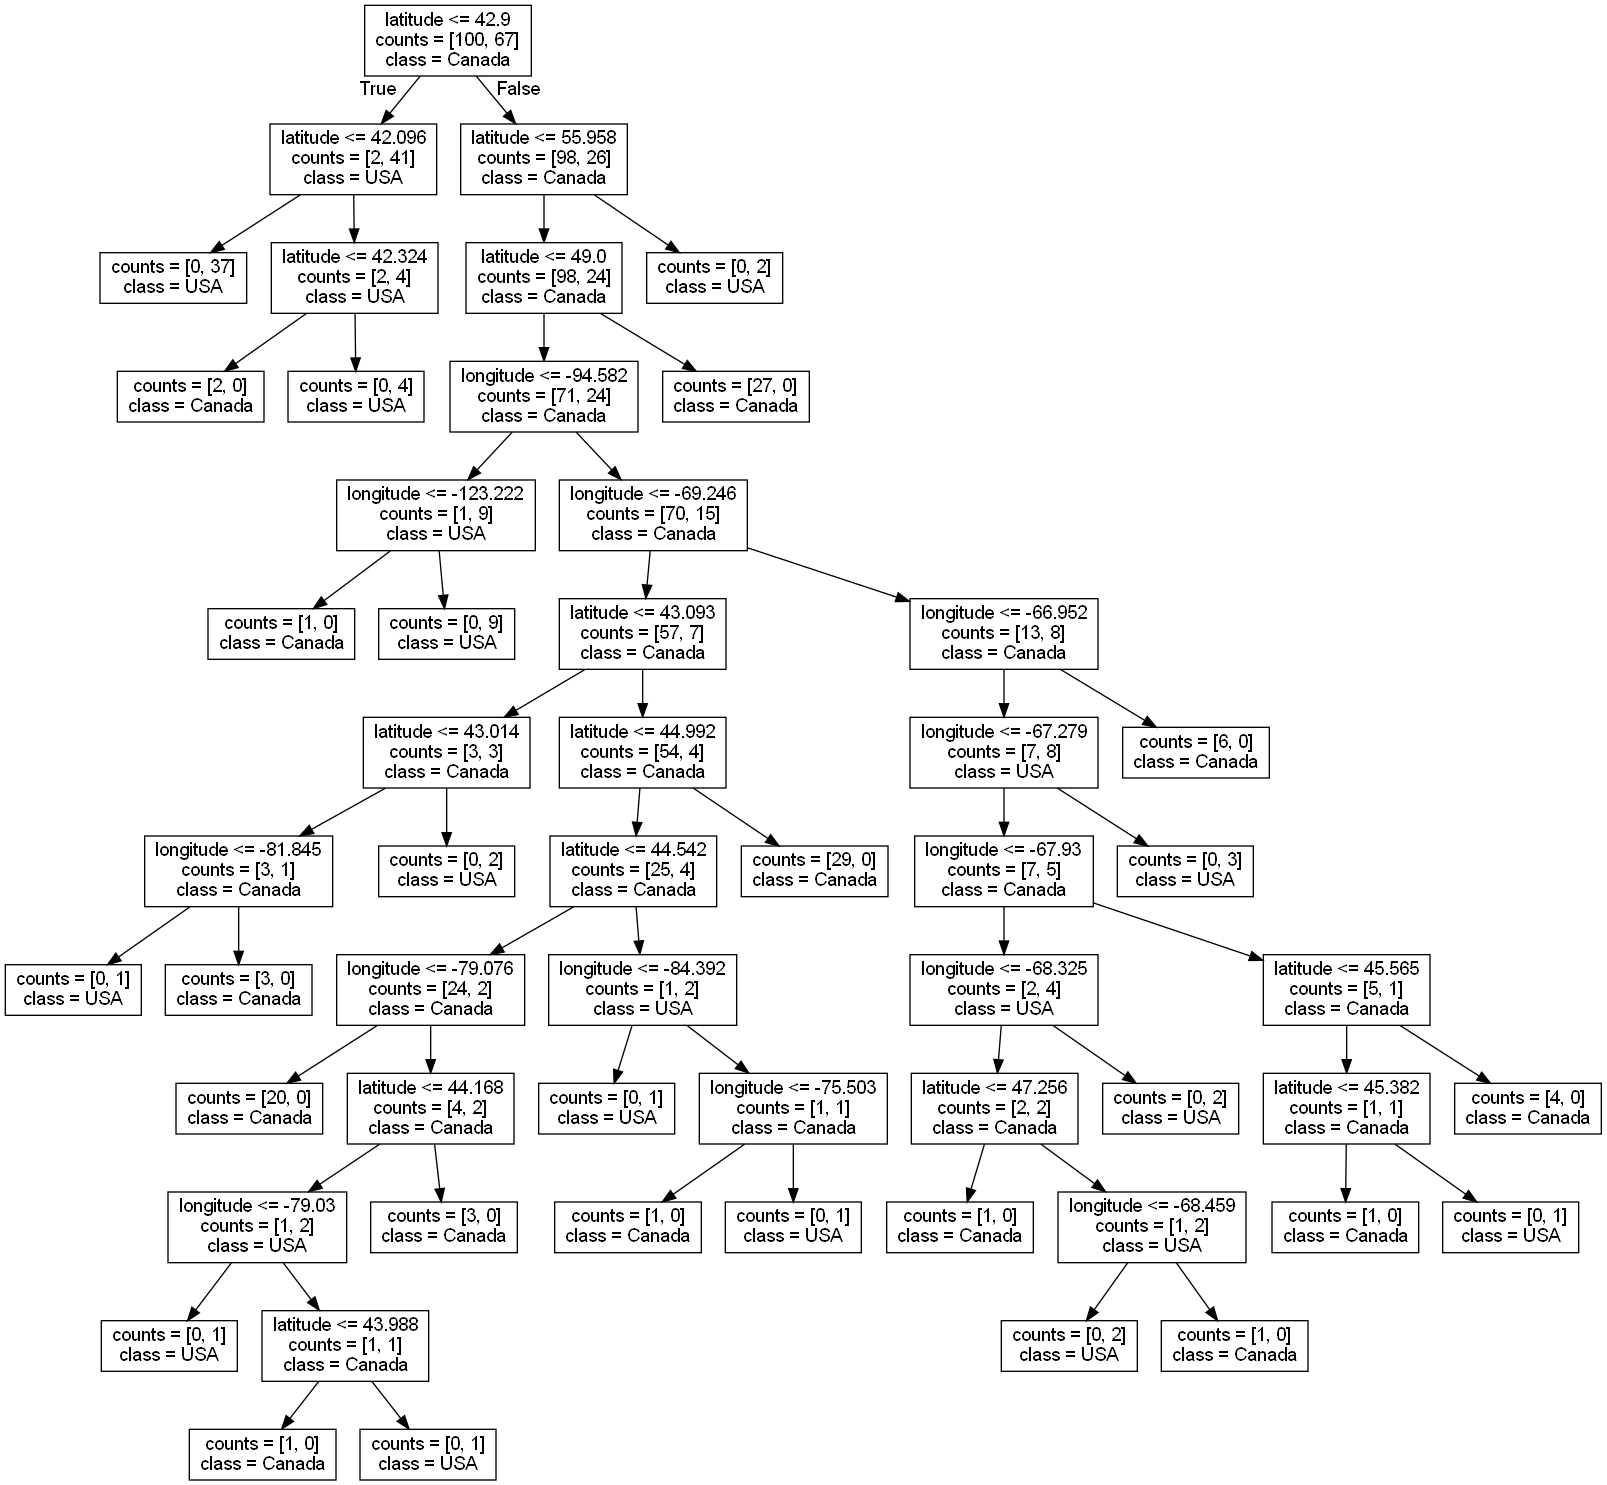 latitude <= 42.9
counts = [100, 67]
class = Canada
True
False
latitude <= 42.096
counts = [2, 41]
class = USA
latitude <= 55.958
counts = [98, 26]
class = Canada
counts = [0, 37]
class = USA
latitude <= 42.324
counts = [2, 4]
class = USA
latitude <= 49.0
counts = [98, 24]
class = Canada
counts = [0, 2]
class = USA
counts = [2, 0]
class = Canada
counts = [0, 4]
class = USA
longitude <= -94.582
counts = [71, 24]
class = Canada
counts = [27, 0]
class = Canada
longitude <= -123.222
counts = [1, 9]
class = USA
longitude <= -69.246
counts = [70, 15]
class = Canada
counts = [1, 0]
class = Canada
counts = [0, 9]
class = USA
latitude <= 43.093
counts = [57, 7]
class = Canada
longitude <= -66.952
counts = [13, 8]
class = Canada
latitude <= 43.014
counts = [3, 3]
class = Canada
latitude <= 44.992
counts = [54, 4]
class = Canada
longitude <= -67.279
counts = [7, 8]
class = USA
counts = [6, 0]
class = Canada
longitude <= -81.845
counts = [3, 1]
class = Canada
counts = [0, 2]
class = USA
latitude <= 44.542
counts = [25, 4]
class = Canada
counts = [29, 0]
class = Canada
longitude <= -67.93
counts = [7, 5]
class = Canada
counts = [0, 3]
class = USA
counts = [0, 1]
class = USA
counts = [3, 0]
class = Canada
longitude <= -79.076
counts = [24, 2]
class = Canada
longitude <= -84.392
counts = [1, 2]
class = USA
longitude <= -68.325
counts = [2, 4]
class = USA
latitude <= 45.565
counts = [5, 1]
class = Canada
counts = [20, 0]
class = Canada
latitude <= 44.168
counts = [4, 2]
class = Canada
counts = [0, 1]
class = USA
longitude <= -75.503
counts = [1, 1]
class = Canada
latitude <= 47.256
counts = [2, 2]
class = Canada
counts = [0, 2]
class = USA
latitude <= 45.382
counts = [1, 1]
class = Canada
counts = [4, 0]
class = Canada
longitude <= -79.03
counts = [1, 2]
class = USA
counts = [3, 0]
class = Canada
counts = [1, 0]
class = Canada
counts = [0, 1]
class = USA
counts = [1, 0]
class = Canada
longitude <= -68.459
counts = [1, 2]
class = USA
counts = [1, 0]
class = Canada
counts = [0, 1]
class = USA
counts = [0, 1]
class = USA
latitude <= 43.988
counts = [1, 1]
class = Canada
counts = [0, 2]
class = USA
counts = [1, 0]
class = Canada
counts = [1, 0]
class = Canada
counts = [0, 1]
class = USA